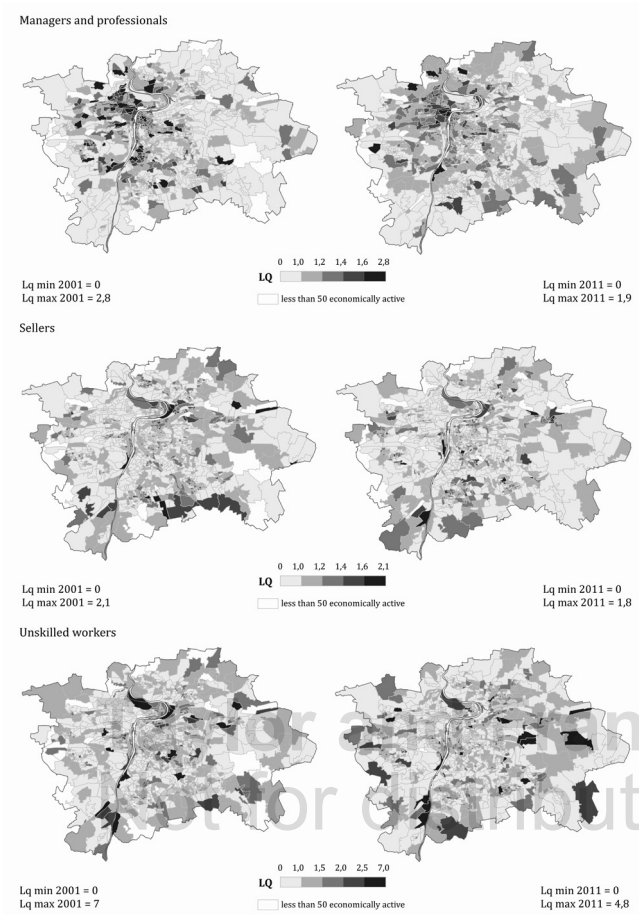 Managers and professionals
0 1,0 1,2 1,4 1,6 2,8
LQ
less than 50 economically active
Lq min 2001 = 0
Lq max 2001 = 2,8
Lq min 2011 = 0
Lq max 2011 = 1,9
Sellers
0 1,0 1,2 1,4 1,6 2,1
LQ
less than 50 economically active
Lq min 2001 = 0
Lq max 2001 = 2,1
Lq min 2011 = 0
Lq max 2011 = 1,8
Unskilled workers
Not for distribut
0 1,0 1,5 2,0 2,5 7,0
LQ
less than 50 economically active
Lq min 2001 = 0
Lq max 2001 = 7
Lq min 2011 = 0
Lq max 2011 = 4,8